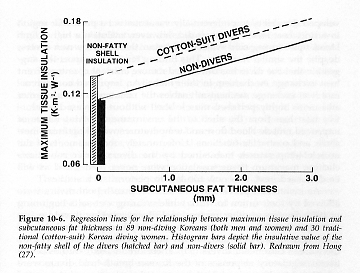 0.18
NON-FATTY
SHELL
INSULATION
COTTON-SUIT DIVERS
NON-DIVERS
MAXIMUM TISSUE INSULATION
(K·m²·W⁻¹)
0.12
0.06
0
1.0
2.0
3.0
SUBCUTANEOUS FAT THICKNESS
(mm)
Figure 10-6. Regression lines for the relationship between maximum tissue insulation and
subcutaneous fat thickness in 89 non-diving Koreans (both men and women) and 30 tradi-
tional (cotton-suit) Korean diving women. Histogram bars depict the insulative value of the
non-fatty shell of the divers (hatched bar) and non-divers (solid bar). Redrawn from Hong
(27).